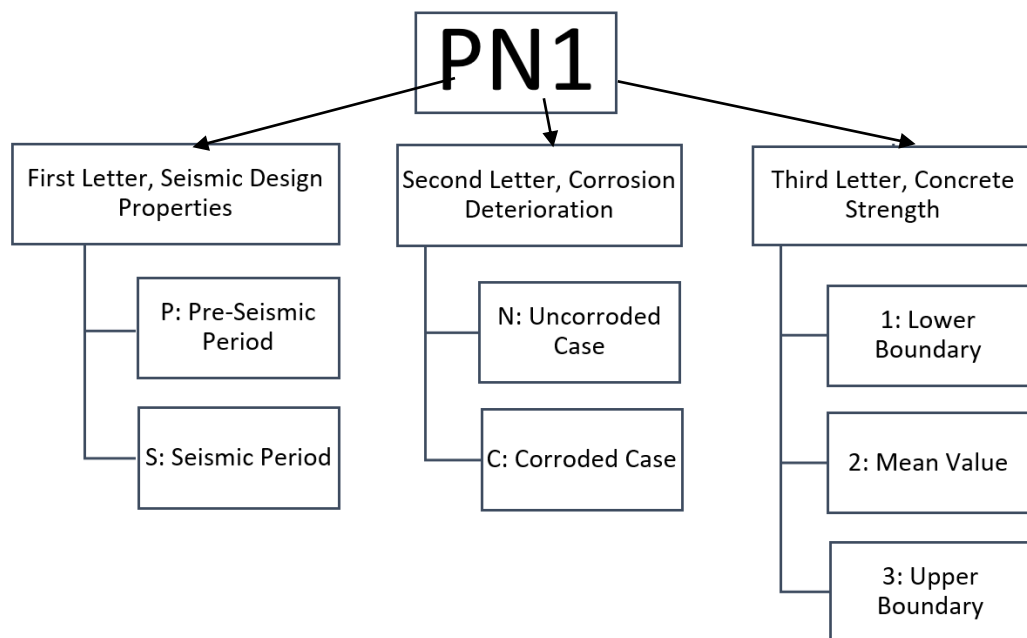 PN1
First Letter, Seismic Design
Properties
P: Pre-Seismic
Period
S: Seismic Period
Second Letter, Corrosion
Deterioration
N: Uncorroded
Case
C: Corroded Case
Third Letter, Concrete
Strength
1: Lower
Boundary
2: Mean Value
3: Upper
Boundary